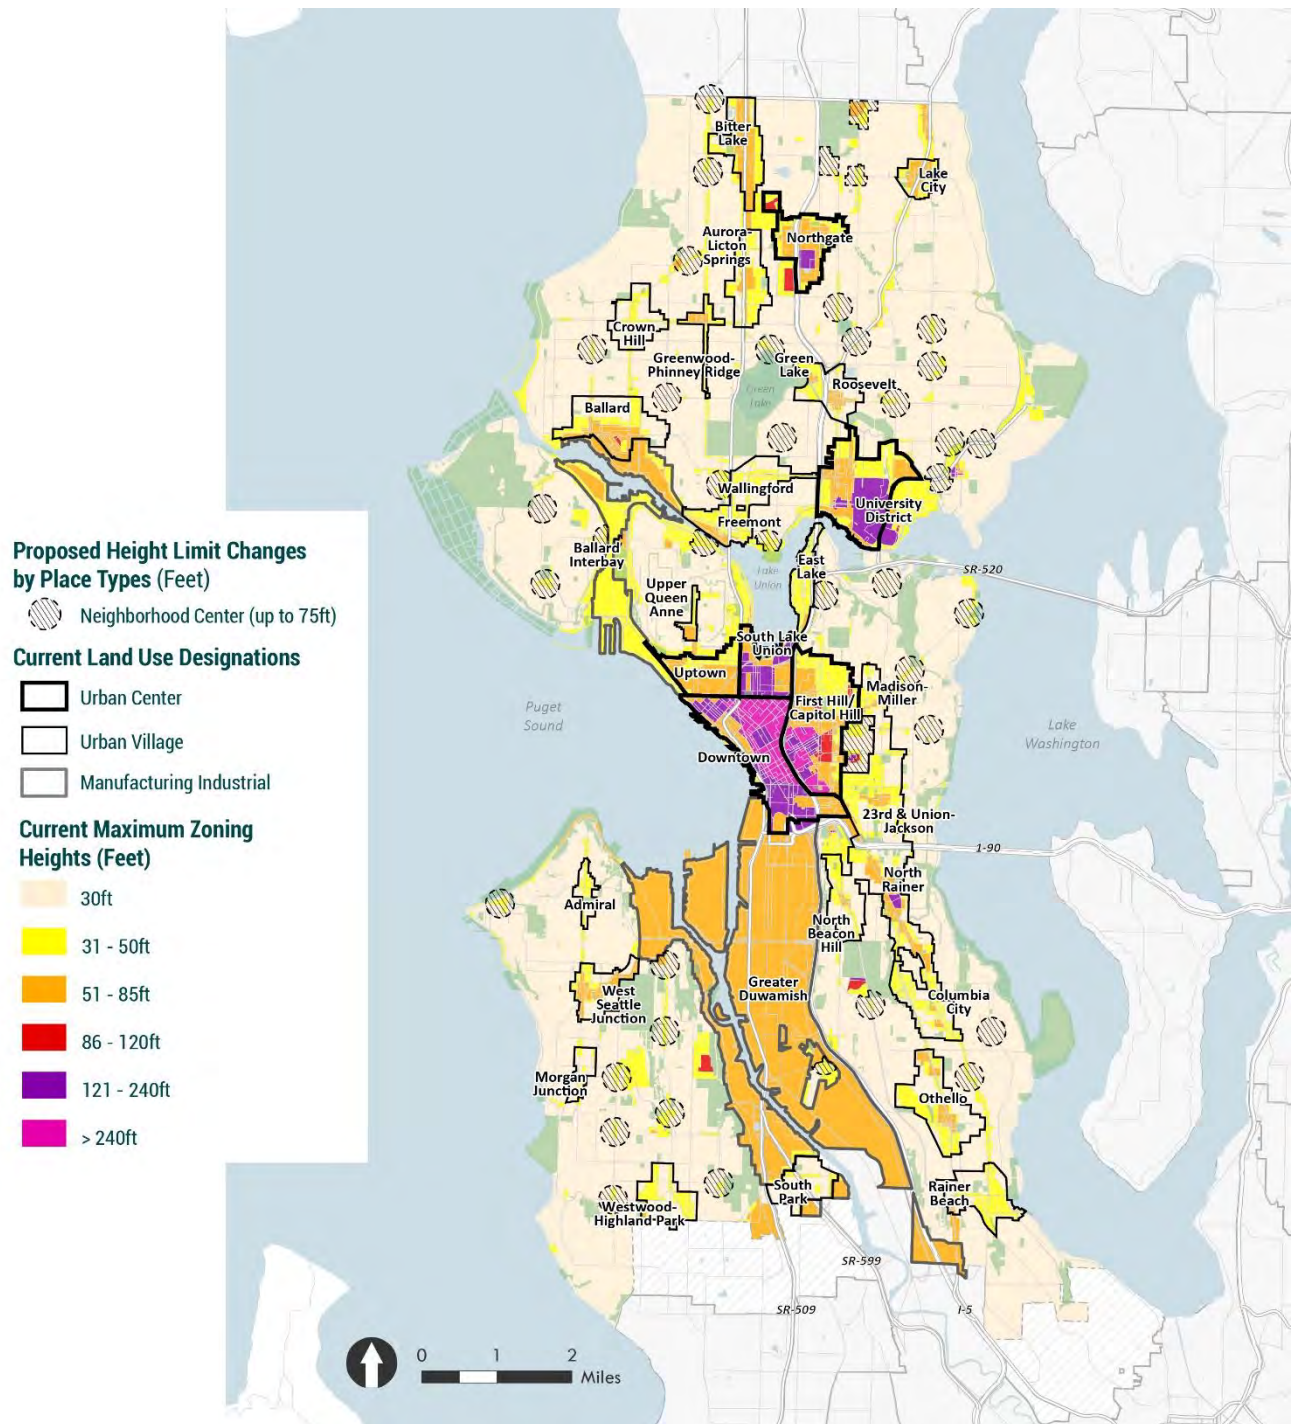 Proposed Height Limit Changes
by Place Types (Feet)
Neighborhood Center (up to 75ft)
Current Land Use Designations
Urban Center
Urban Village
Manufacturing Industrial
Current Maximum Zoning
Heights (Feet)
30ft
31 - 50ft
51 - 85ft
86 - 120ft
121 - 240ft
> 240ft
Bitter
Lake
Lake
City
Aurora-
Licton
Springs
Northgate
Crown
Hill
Greenwood-
Phinney Ridge
Green
Lake
Green
Lake
Roosevelt
Ballard
Wallingford
University
District
Freemont
Ballard
Interbay
East
Lake
Lake
Union
SR-520
Upper
Queen
Anne
South Lake
Union
Uptown
Madison-
Miller
First Hill/
Capitol Hill
Puget
Sound
Lake
Washington
Downtown
23rd & Union-
Jackson
1-90
North
Rainer
Admiral
North
Beacon
Hill
Greater
Duwamish
West
Seattle
Junction
Columbia
City
Morgan
Junction
Othello
South
Park
Rainer
Beach
Westwood-
Highland Park
SR-599
SR-509
I-5
0 1 2
Miles